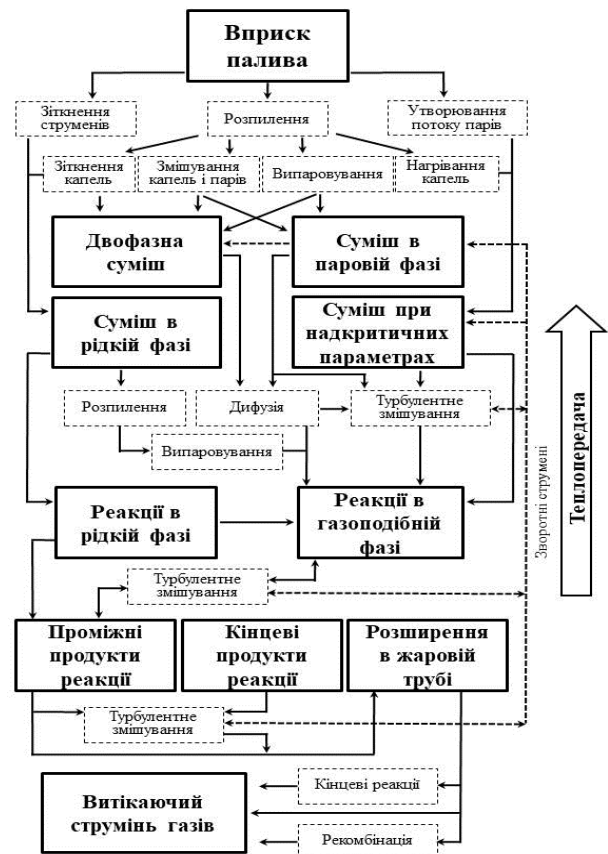 Вприск
палива
Зіткнення
струменів
Розпилення
Утворювання
потоку парів
Зіткнення
капель
Змішування
капель і парів
Випаровування
Нагрівання
капель
Двофазна
суміш
Суміш в
паровій фазі
Суміш в
рідкій фазі
Суміш при
надкритичних
параметрах
Розпилення
Дифузія
Турбулентне
змішування
Випаровування
Реакції в
рідкій фазі
Реакції в
газоподібній
фазі
Турбулентне
змішування
Проміжні
продукти
реакції
Кінцеві
продукти
реакції
Розширення
в жаровій
трубі
Турбулентне
змішування
Витікаючий
струмінь газів
Кінцеві реакції
Рекомбінація
Зворотні струмені
Теплопередача